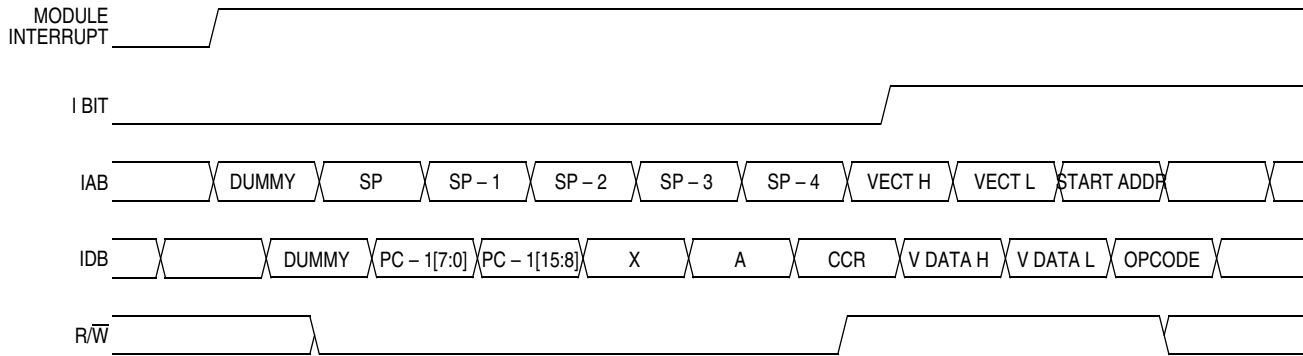 MODULE
INTERRUPT
I BIT
IAB DUMMY SP SP – 1 SP – 2 SP – 3 SP – 4 VECT H VECT L START ADDR
IDB DUMMY PC – 1[7:0] PC – 1[15:8] X A CCR V DATA H V DATA L OPCODE
R/W̅